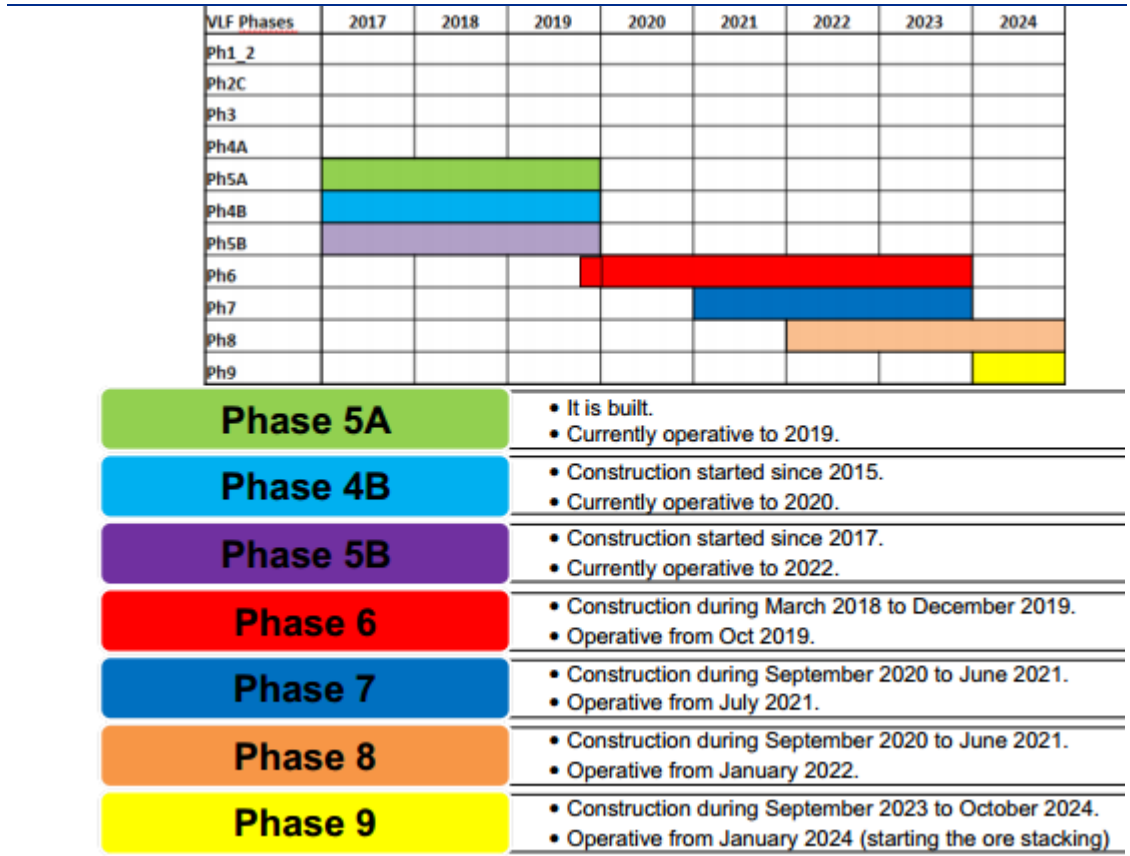 VLF Phases 2017 2018 2019 2020 2021 2022 2023 2024
Ph1_2
Ph2C
Ph3
Ph4A
Ph5A
Ph4B
Ph5B
Ph6
Ph7
Ph8
Ph9
Phase 5A
• It is built.
• Currently operative to 2019.
Phase 4B
• Construction started since 2015.
• Currently operative to 2020.
Phase 5B
• Construction started since 2017.
• Currently operative to 2022.
Phase 6
• Construction during March 2018 to December 2019.
• Operative from Oct 2019.
Phase 7
• Construction during September 2020 to June 2021.
• Operative from July 2021.
Phase 8
• Construction during September 2020 to June 2021.
• Operative from January 2022.
Phase 9
• Construction during September 2023 to October 2024.
• Operative from January 2024 (starting the ore stacking)